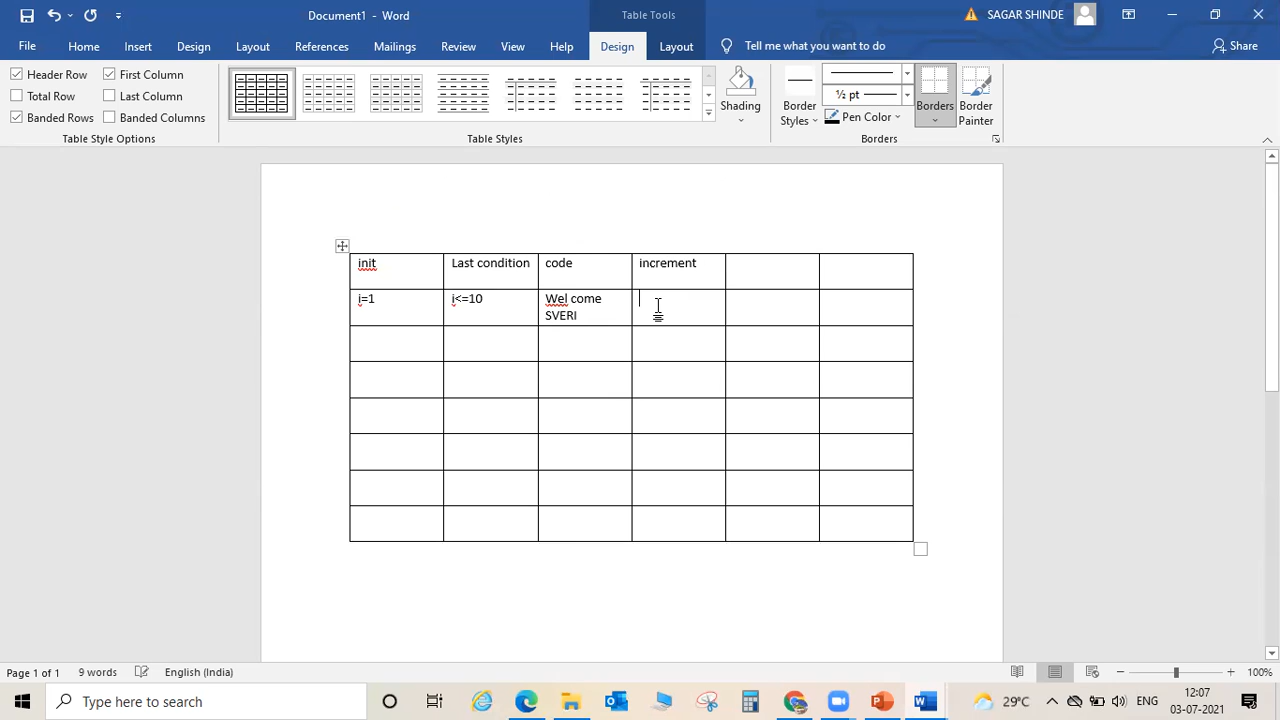 Document1 - Word
Table Tools
SAGAR SHINDE
File
Home
Insert
Design
Layout
References
Mailings
Review
View
Help
Design
Layout
Tell me what you want to do
Share
Header Row
First Column
Total Row
Last Column
Banded Rows
Banded Columns
Table Style Options
Table Styles
Shading
Border
Styles
½ pt
Pen Color
Borders
Border
Painter
Borders
init
Last condition
code
increment
i=1
i<=10
Wel come
SVERI
Page 1 of 1
9 words
English (India)
100%
Type here to search
29°C
ENG
12:07
03-07-2021